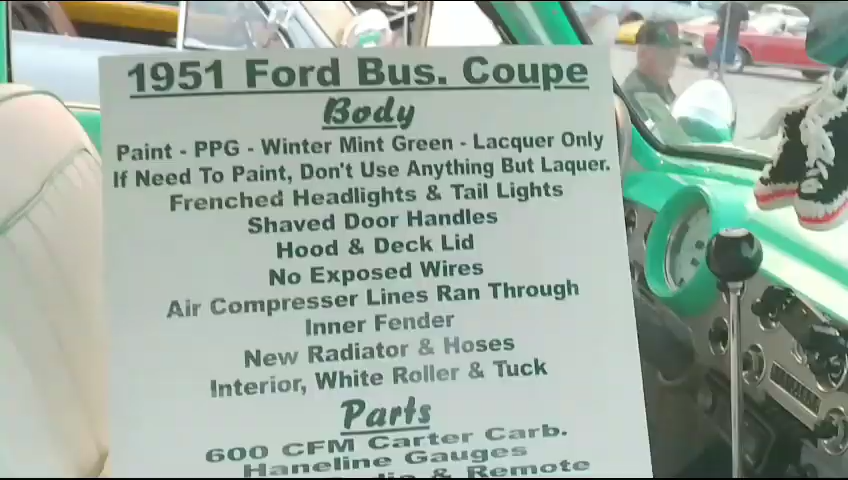 1951 Ford Bus. Coupe
Body
Paint - PPG - Winter Mint Green - Lacquer Only
If Need To Paint, Don't Use Anything But Laquer.
Frenched Headlights & Tail Lights
Shaved Door Handles
Hood & Deck Lid
No Exposed Wires
Air Compresser Lines Ran Through
Inner Fender
New Radiator & Hoses
Interior, White Roller & Tuck
Parts
600 CFM Carter Carb.
Haneline Gauges
& Remote